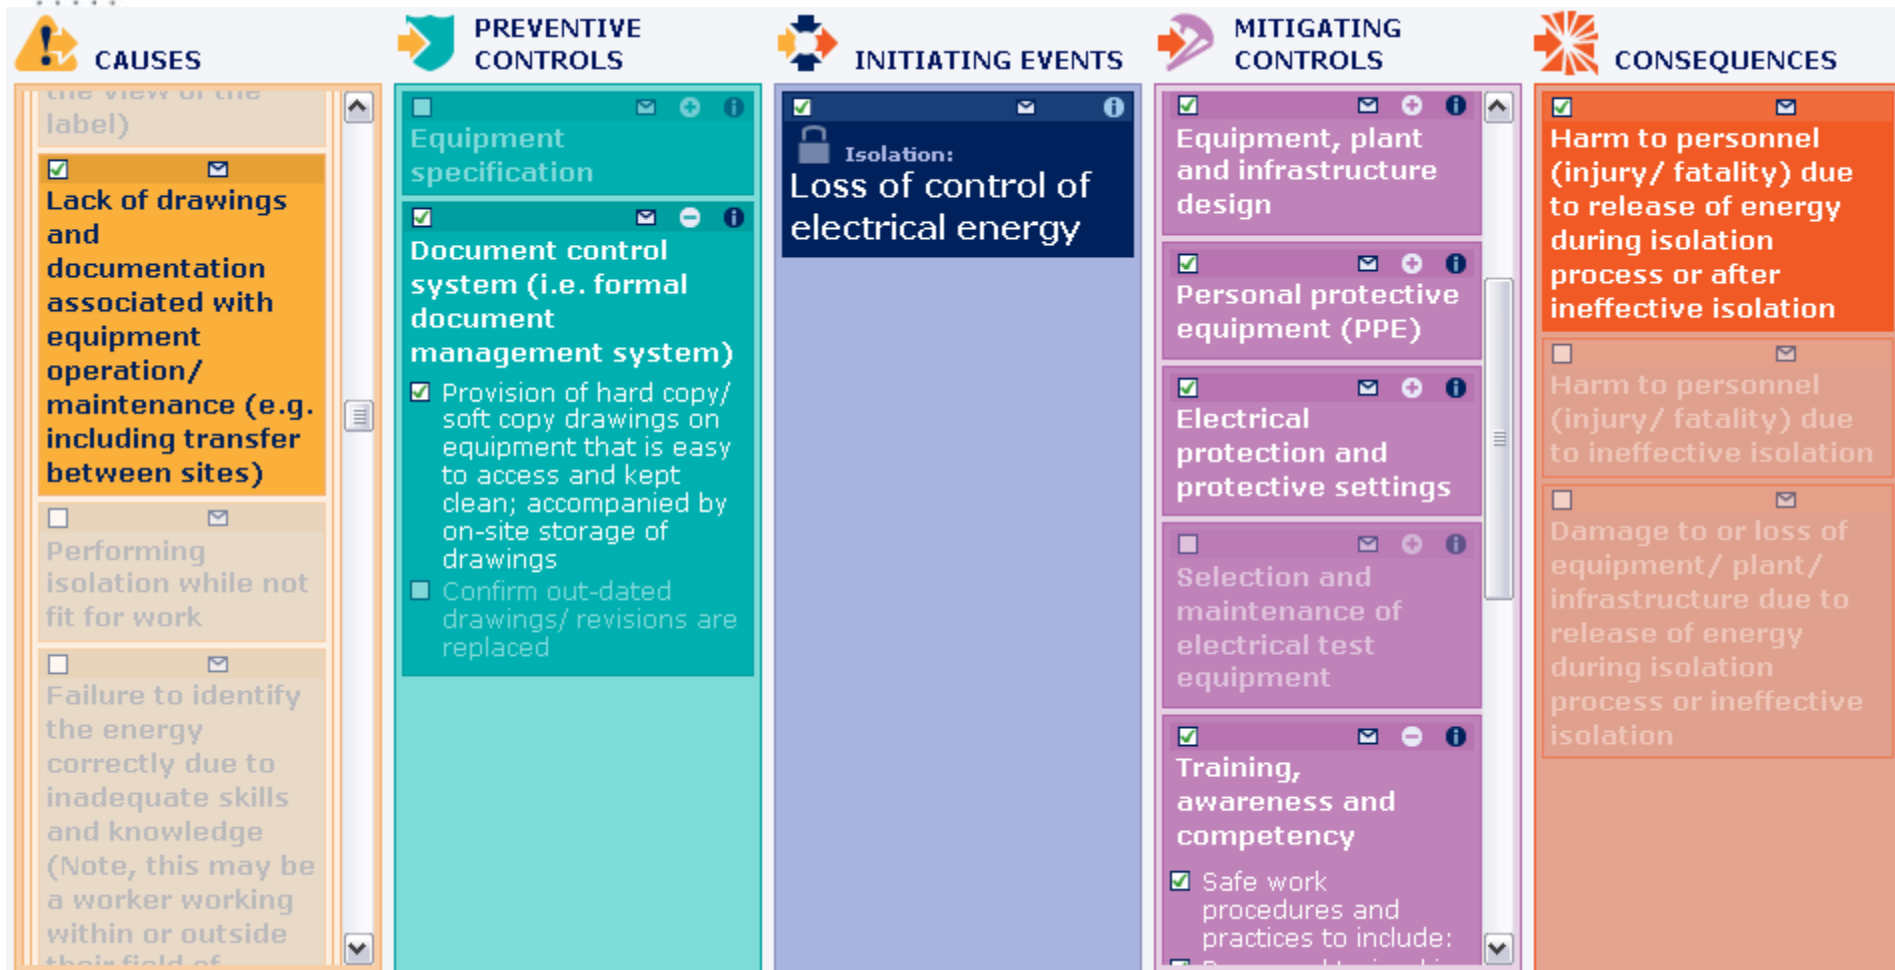 CAUSES
the view of the
label)
Lack of drawings
and
documentation
associated with
equipment
operation/
maintenance (e.g.
including transfer
between sites)
Performing
isolation while not
fit for work
Failure to identify
the energy
correctly due to
inadequate skills
and knowledge
(Note, this may be
a worker working
within or outside
their field of
PREVENTIVE
CONTROLS
Equipment
specification
Document control
system (i.e. formal
document
management system)
Provision of hard copy/
soft copy drawings on
equipment that is easy
to access and kept
clean; accompanied by
on-site storage of
drawings
Confirm out-dated
drawings/ revisions are
replaced
INITIATING EVENTS
Isolation:
Loss of control of
electrical energy
MITIGATING
CONTROLS
Equipment, plant
and infrastructure
design
Personal protective
equipment (PPE)
Electrical
protection and
protective settings
Selection and
maintenance of
electrical test
equipment
Training,
awareness and
competency
Safe work
procedures and
practices to include:
CONSEQUENCES
Harm to personnel
(injury/ fatality) due
to release of energy
during isolation
process or after
ineffective isolation
Harm to personnel
(injury/ fatality) due
to ineffective isolation
Damage to or loss of
equipment/ plant/
infrastructure due to
release of energy
during isolation
process or ineffective
isolation